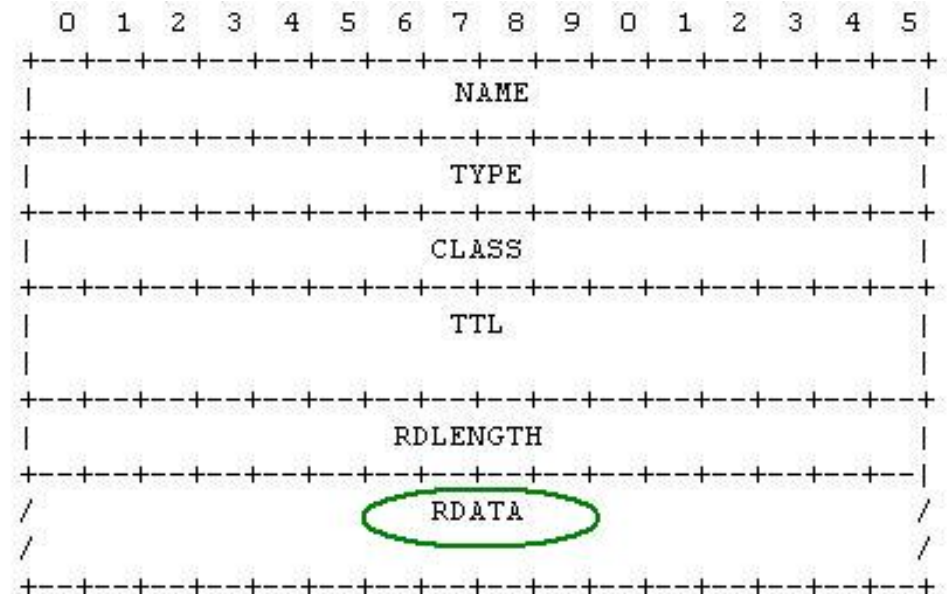 0 1 2 3 4 5 6 7 8 9 0 1 2 3 4 5
+--+--+--+--+--+--+--+--+--+--+--+--+--+--+--+--+
| NAME |
+--+--+--+--+--+--+--+--+--+--+--+--+--+--+--+--+
| TYPE |
+--+--+--+--+--+--+--+--+--+--+--+--+--+--+--+--+
| CLASS |
+--+--+--+--+--+--+--+--+--+--+--+--+--+--+--+--+
| TTL |
| |
+--+--+--+--+--+--+--+--+--+--+--+--+--+--+--+--+
| RDLENGTH |
+--+--+--+--+--+--+--+--+--+--+--+--+--+--+--+--|
/ RDATA /
/ /
+--+--+--+--+--+--+--+--+--+--+--+--+--+--+--+--+